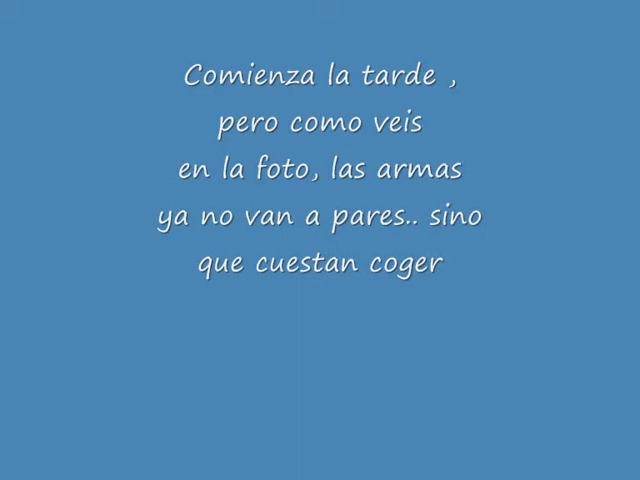 Comienza la tarde ,
pero como veis
en la foto, las armas
ya no van a pares.. sino
que cuestan coger